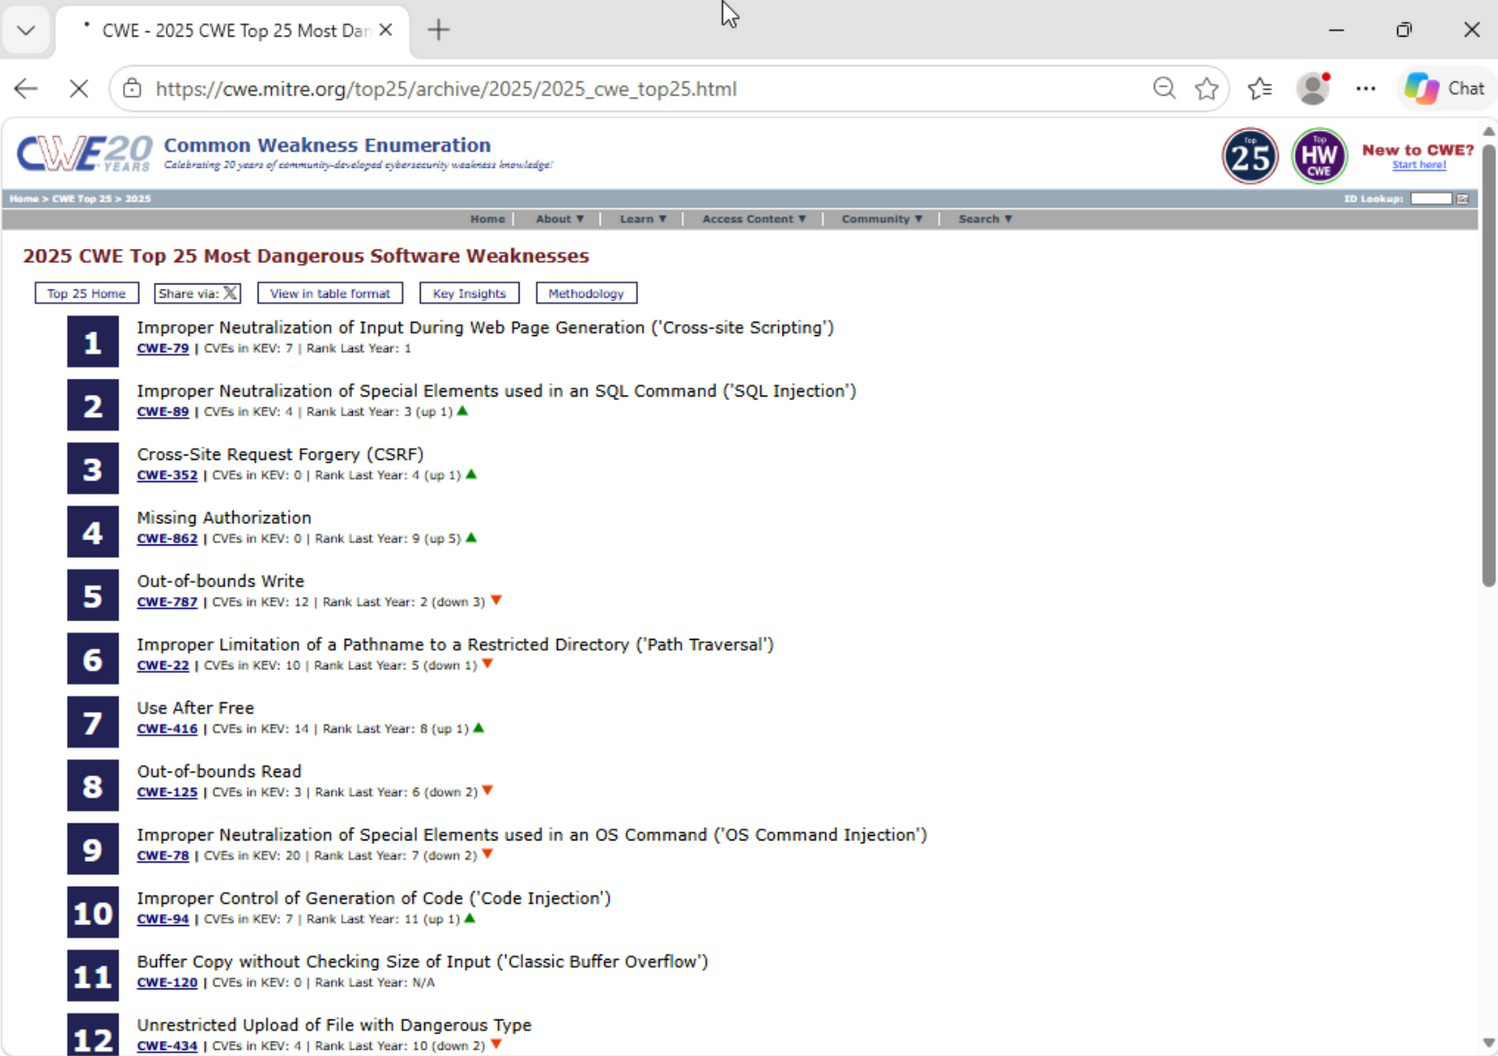 CWE - 2025 CWE Top 25 Most Dan
https://cwe.mitre.org/top25/archive/2025/2025_cwe_top25.html
Chat
CWE 20 YEARS
Common Weakness Enumeration
Celebrating 20 years of community-developed cybersecurity weakness knowledge!
Top 25
Top HW CWE
New to CWE?
Start here!
Home > CWE Top 25 > 2025
ID Lookup:
Home | About ▼ | Learn ▼ | Access Content ▼ | Community ▼ | Search ▼
2025 CWE Top 25 Most Dangerous Software Weaknesses
Top 25 Home
Share via: X
View in table format
Key Insights
Methodology
1
Improper Neutralization of Input During Web Page Generation ('Cross-site Scripting')
CWE-79 | CVEs in KEV: 7 | Rank Last Year: 1
2
Improper Neutralization of Special Elements used in an SQL Command ('SQL Injection')
CWE-89 | CVEs in KEV: 4 | Rank Last Year: 3 (up 1) ▲
3
Cross-Site Request Forgery (CSRF)
CWE-352 | CVEs in KEV: 0 | Rank Last Year: 4 (up 1) ▲
4
Missing Authorization
CWE-862 | CVEs in KEV: 0 | Rank Last Year: 9 (up 5) ▲
5
Out-of-bounds Write
CWE-787 | CVEs in KEV: 12 | Rank Last Year: 2 (down 3) ▼
6
Improper Limitation of a Pathname to a Restricted Directory ('Path Traversal')
CWE-22 | CVEs in KEV: 10 | Rank Last Year: 5 (down 1) ▼
7
Use After Free
CWE-416 | CVEs in KEV: 14 | Rank Last Year: 8 (up 1) ▲
8
Out-of-bounds Read
CWE-125 | CVEs in KEV: 3 | Rank Last Year: 6 (down 2) ▼
9
Improper Neutralization of Special Elements used in an OS Command ('OS Command Injection')
CWE-78 | CVEs in KEV: 20 | Rank Last Year: 7 (down 2) ▼
10
Improper Control of Generation of Code ('Code Injection')
CWE-94 | CVEs in KEV: 7 | Rank Last Year: 11 (up 1) ▲
11
Buffer Copy without Checking Size of Input ('Classic Buffer Overflow')
CWE-120 | CVEs in KEV: 0 | Rank Last Year: N/A
12
Unrestricted Upload of File with Dangerous Type
CWE-434 | CVEs in KEV: 4 | Rank Last Year: 10 (down 2) ▼